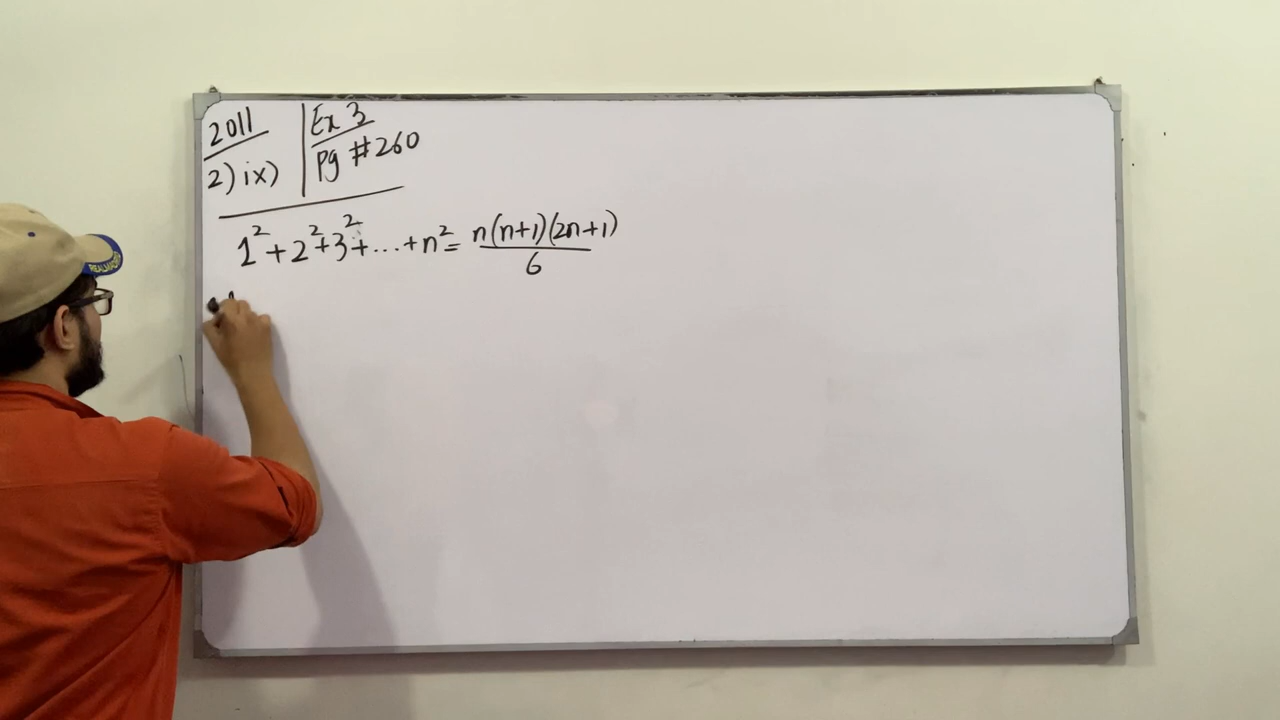 2011
2) ix)
Ex 3
Pg #260
1² + 2² + 3² + ... + n² = n(n+1)(2n+1)
6